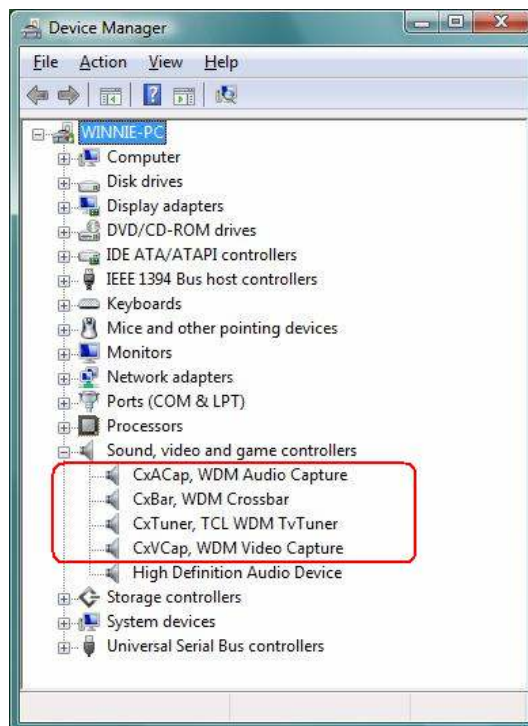 Device Manager
File Action View Help
WINNIE-PC
Computer
Disk drives
Display adapters
DVD/CD-ROM drives
IDE ATA/ATAPI controllers
IEEE 1394 Bus host controllers
Keyboards
Mice and other pointing devices
Monitors
Network adapters
Ports (COM & LPT)
Processors
Sound, video and game controllers
CxACap, WDM Audio Capture
CxBar, WDM Crossbar
CxTuner, TCL WDM TvTuner
CxVCap, WDM Video Capture
High Definition Audio Device
Storage controllers
System devices
Universal Serial Bus controllers